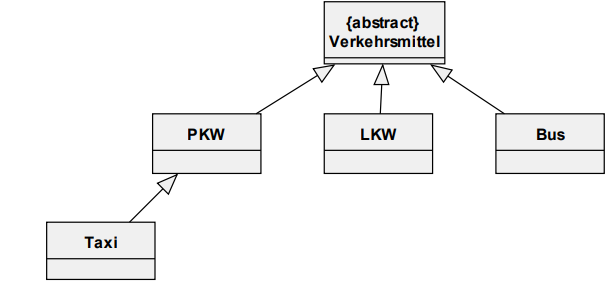 {abstract}
Verkehrsmittel
PKW
LKW
Bus
Taxi